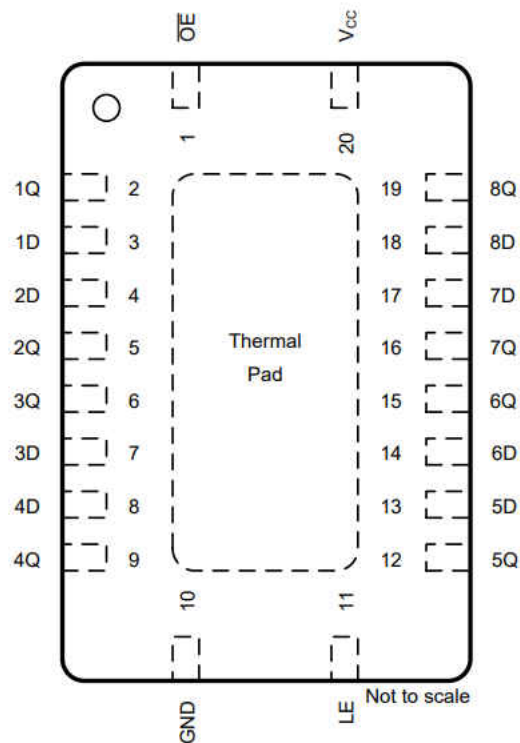 OE VCC
1 20
1Q 2 19 8Q
1D 3 18 8D
2D 4 17 7D
2Q 5 16 7Q
Thermal
Pad
3Q 6 15 6Q
3D 7 14 6D
4D 8 13 5D
4Q 9 12 5Q
10 11
GND LE
Not to scale